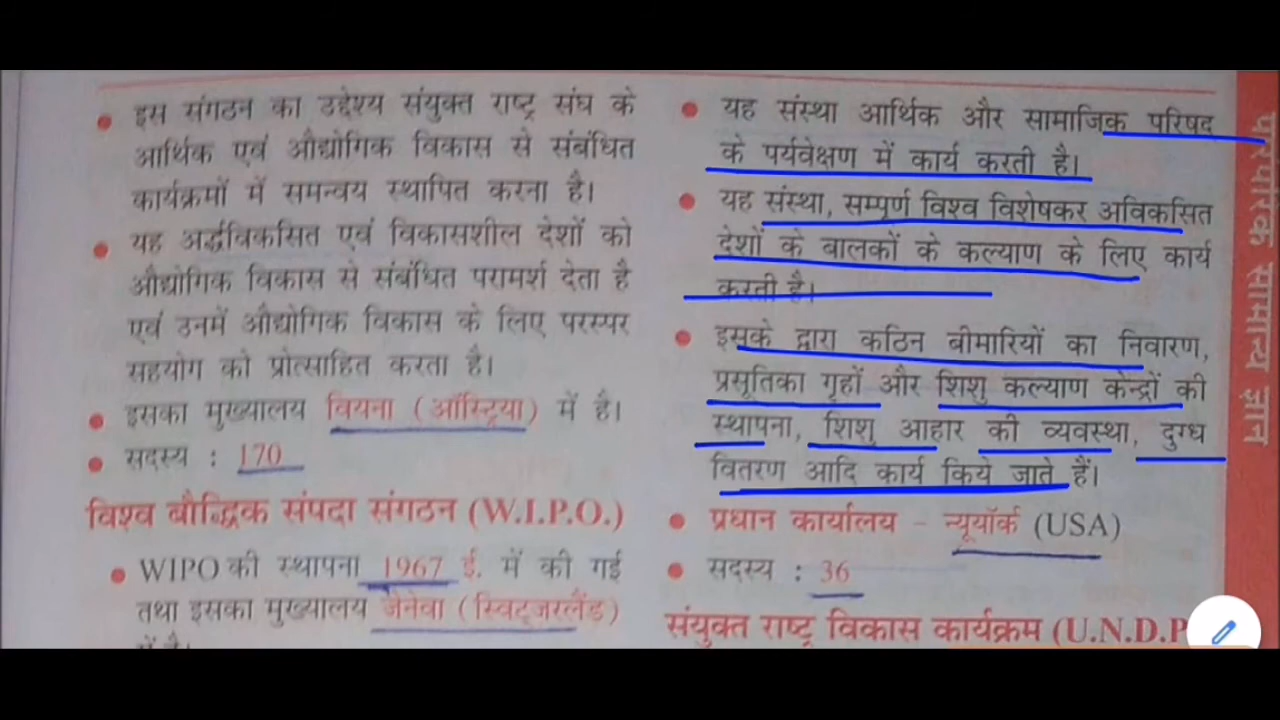 इस संगठन का उद्देश्य संयुक्त राष्ट्र संघ के
आर्थिक एवं औद्योगिक विकास से संबंधित
कार्यक्रमों में समन्वय स्थापित करना है।
यह अर्द्धविकसित एवं विकासशील देशों को
औद्योगिक विकास से संबंधित परामर्श देता है
एवं उनमें औद्योगिक विकास के लिए परस्पर
सहयोग को प्रोत्साहित करता है।
इसका मुख्यालय वियना (ऑस्ट्रिया) में है।
सदस्य : 170
विश्व बौद्धिक संपदा संगठन (W.I.P.O.)
WIPO की स्थापना 1967 ई. में की गई
तथा इसका मुख्यालय जेनेवा (स्विट्जरलैंड)
में है।
यह संस्था आर्थिक और सामाजिक परिषद
के पर्यवेक्षण में कार्य करती है।
यह संस्था, सम्पूर्ण विश्व विशेषकर अविकसित
देशों के बालकों के कल्याण के लिए कार्य
करती है।
इसके द्वारा कठिन बीमारियों का निवारण,
प्रसूतिका गृहों और शिशु कल्याण केन्द्रों की
स्थापना, शिशु आहार की व्यवस्था, दुग्ध
वितरण आदि कार्य किये जाते हैं।
प्रधान कार्यालय - न्यूयॉर्क (USA)
सदस्य : 36
संयुक्त राष्ट्र विकास कार्यक्रम (U.N.D.P
सामान्य ज्ञान